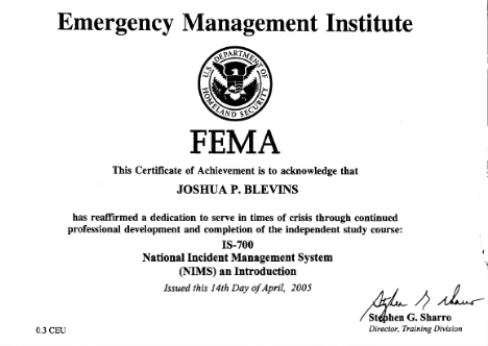 Emergency Management Institute
U.S. DEPARTMENT OF
HOMELAND SECURITY
FEMA
This Certificate of Achievement is to acknowledge that
JOSHUA P. BLEVINS
has reaffirmed a dedication to serve in times of crisis through continued
professional development and completion of the independent study course:
IS-700
National Incident Management System
(NIMS) an Introduction
Issued this 14th Day of April, 2005
Stephen G. Sharro
Stephen G. Sharro
Director, Training Division
0.3 CEU